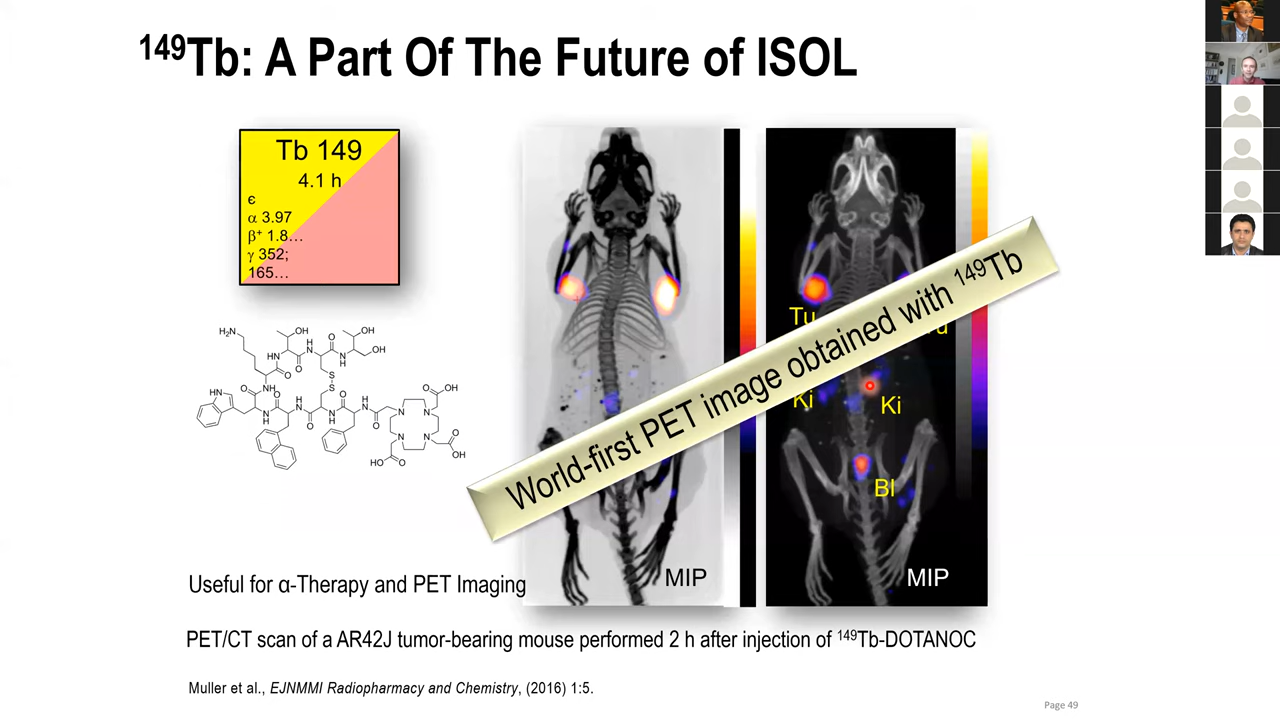 ¹⁴⁹Tb: A Part Of The Future of ISOL
Tb 149
4.1 h
є
α 3.97
β⁺ 1.8...
γ 352;
165...
H₂N
OH
OH
OH
HN
O
H
N
O
N
H
O
S
S
HN
O
NH
O
N
H
O
H
N
O
N
H
O
H
N
O
N
N
N
N
O
OH
O
OH
HO
O
Tu
Ki
Ki
Bl
World-first PET image obtained with ¹⁴⁹Tb
MIP
MIP
Useful for α-Therapy and PET Imaging
PET/CT scan of a AR42J tumor-bearing mouse performed 2 h after injection of ¹⁴⁹Tb-DOTANOC
Muller et al., EJNMMI Radiopharmacy and Chemistry, (2016) 1:5.
Page 49